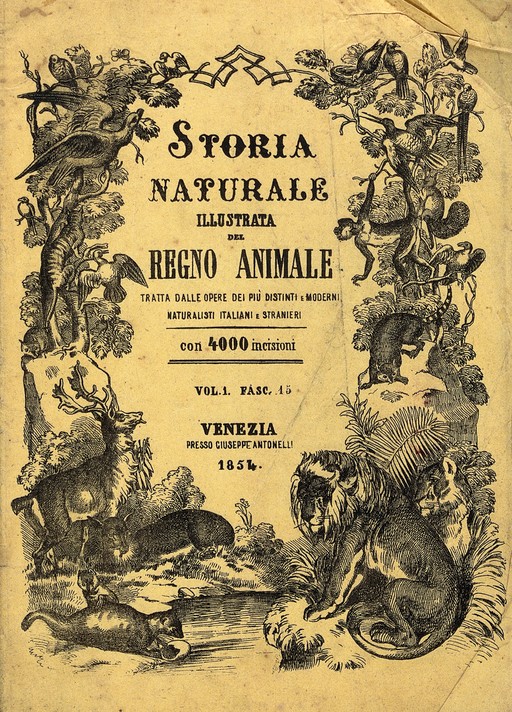 STORIA
NATURALE
ILLUSTRATA
DEL
REGNO ANIMALE
TRATTA DALLE OPERE DEI PIÙ DISTINTI E MODERNI
NATURALISTI ITALIANI E STRANIERI
con 4000 incisioni
VOL. 1. FASC. 15
VENEZIA
PRESSO GIUSEPPE ANTONELLI
1854.